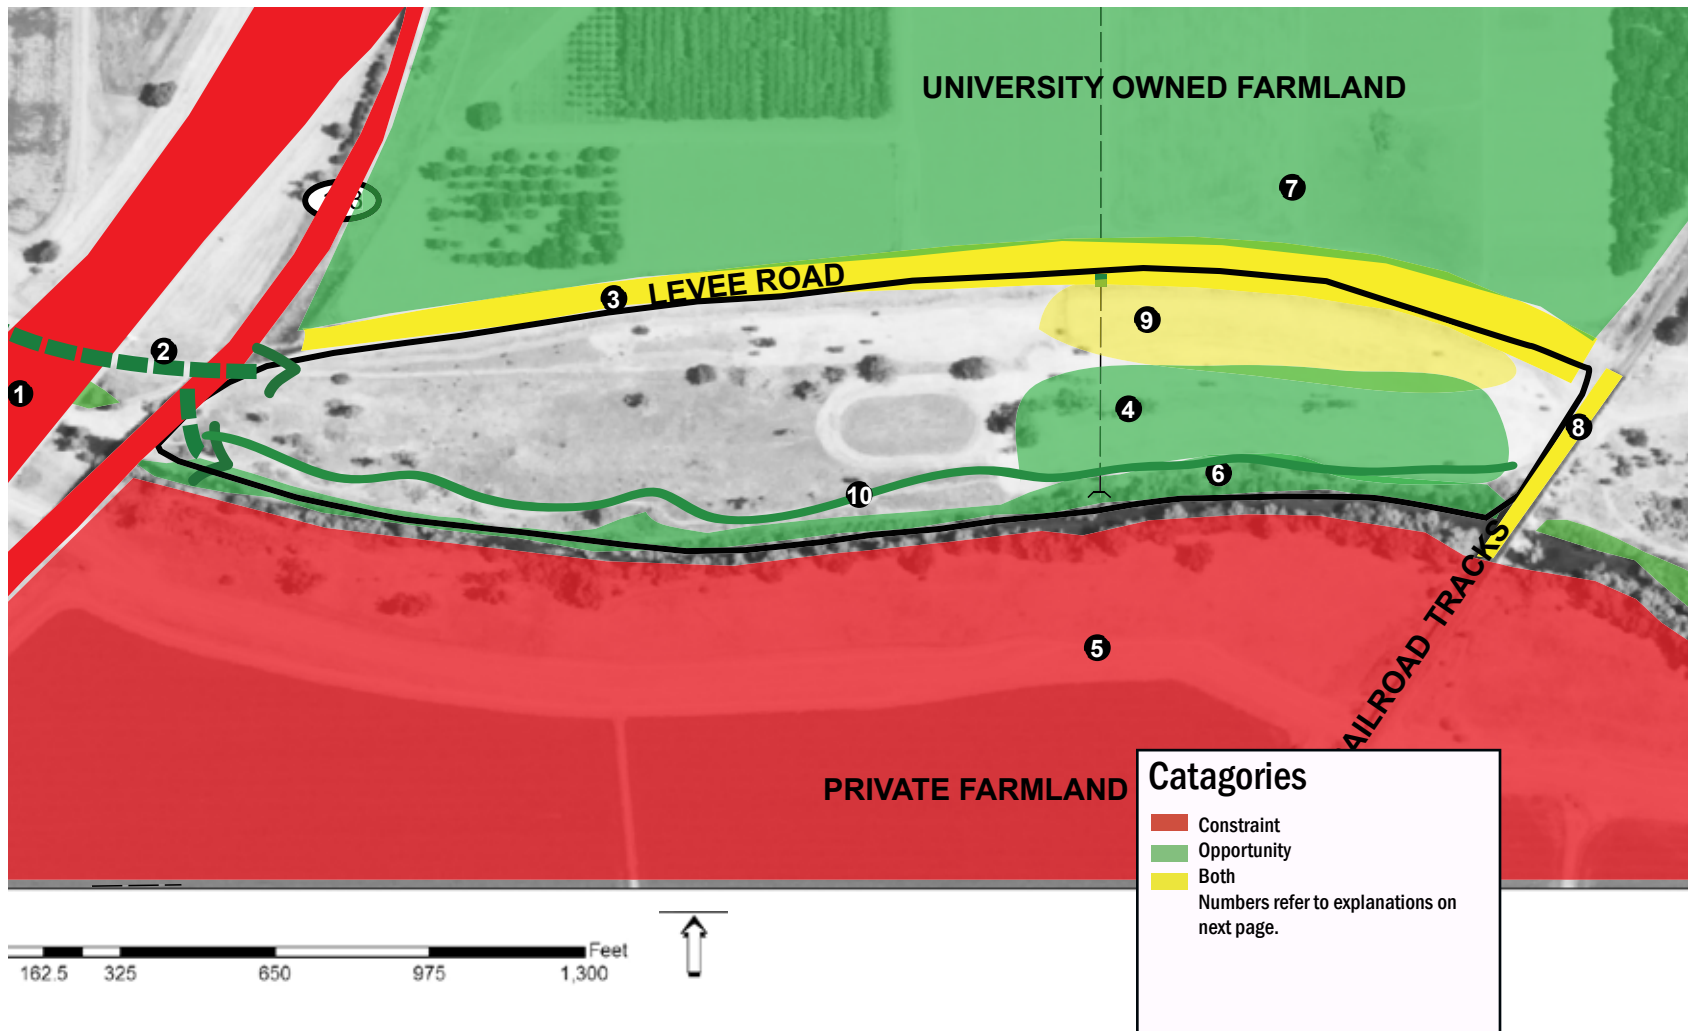 UNIVERSITY OWNED FARMLAND
7
3
LEVEE ROAD
9
2
1
4
8
6
10
5
AILROAD TRACKS
PRIVATE FARMLAND
Catagories
Constraint
Opportunity
Both
Numbers refer to explanations on
next page.
Feet
162.5 325 650 975 1,300